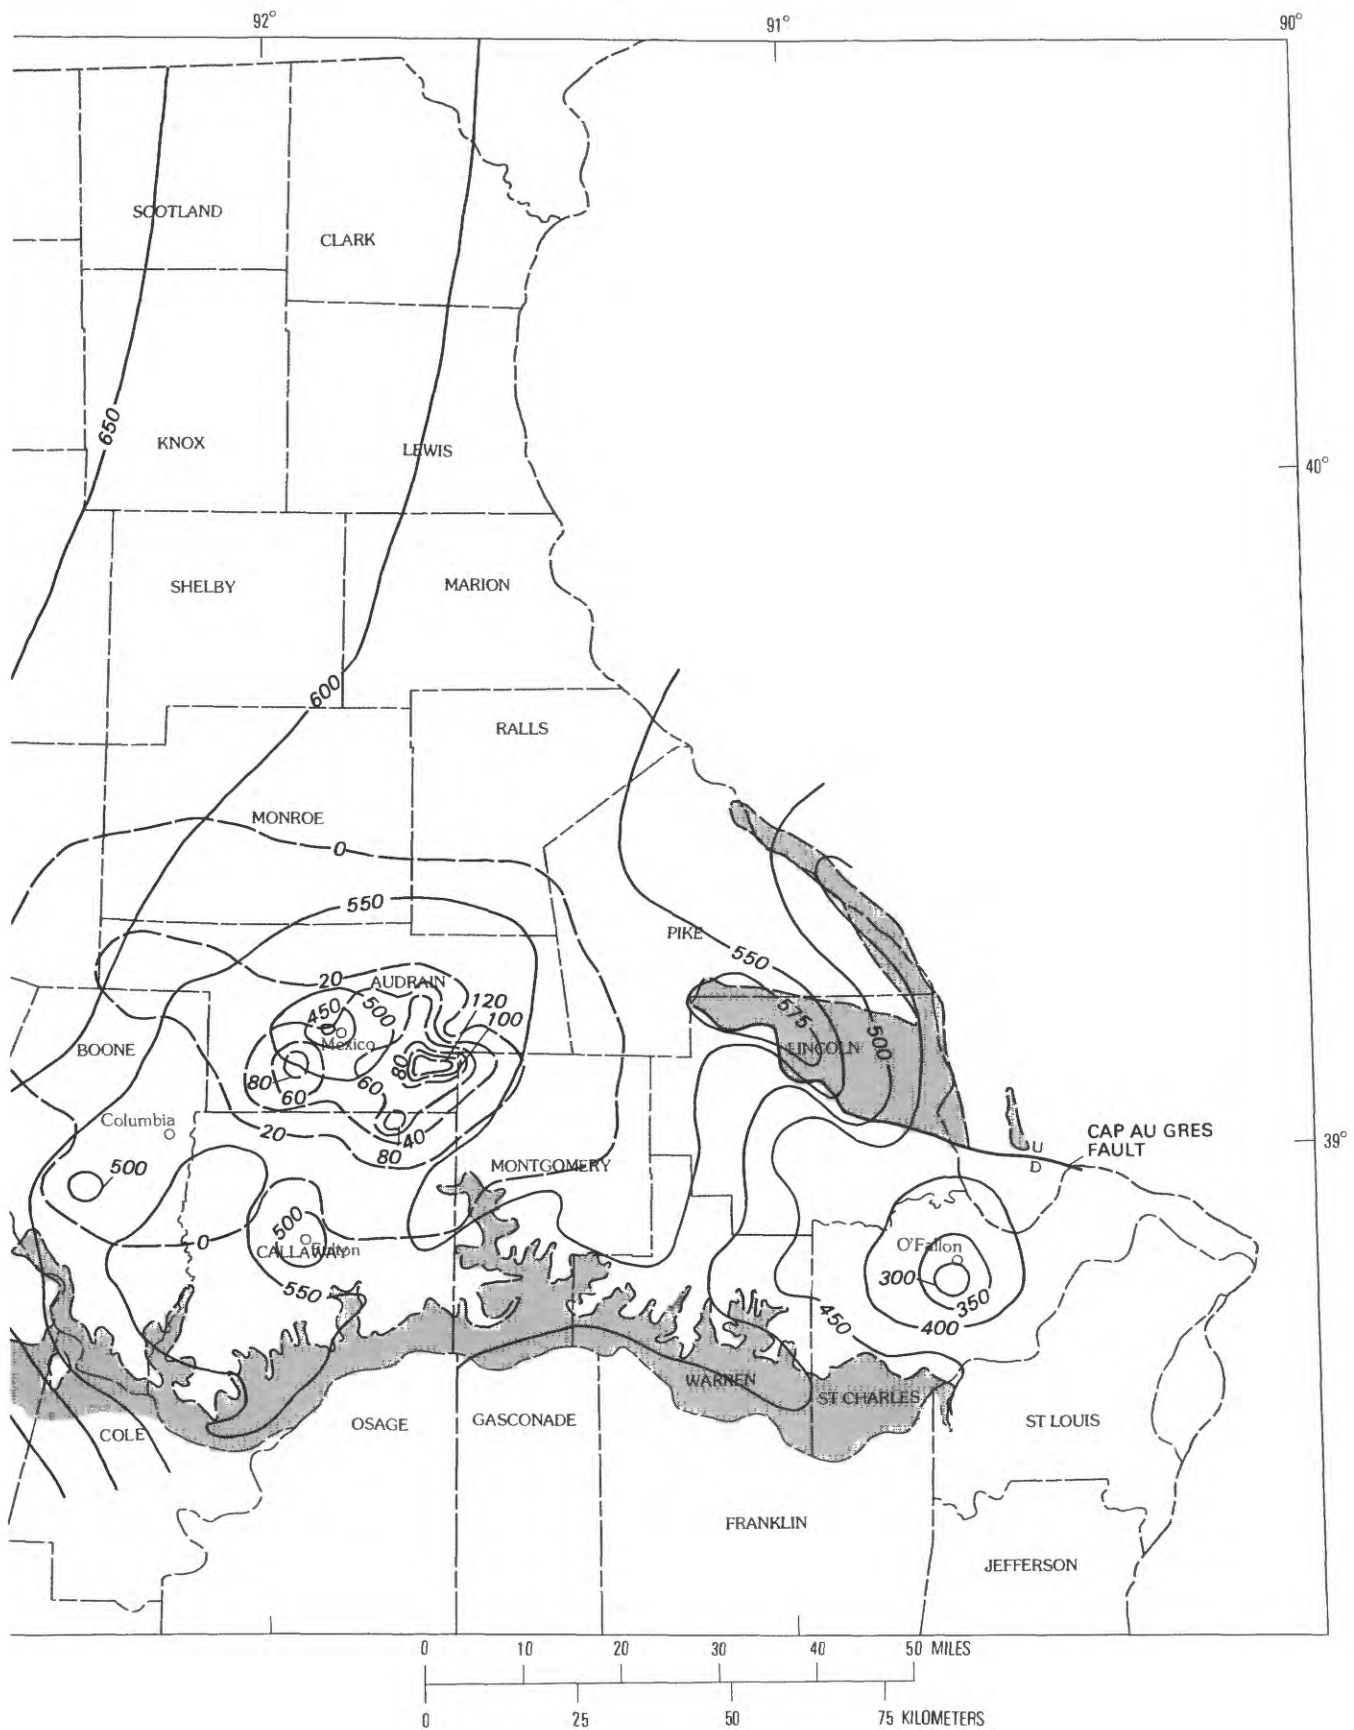 92°
91°
90°
SCOTLAND
CLARK
650
KNOX
LEWIS
40°
SHELBY
MARION
600
RALLS
MONROE
0
550
PIKE
550
20
AUDRAIN
120
450
500
100
575
500
Mexico
BOONE
LINCOLN
80
80
60
60
Columbia
20
40
80
U
D
CAP AU GRES
FAULT
39°
500
MONTGOMERY
500
0
CALLAWAY
Fulton
O'Fallon
300
550
350
450
400
WARREN
ST CHARLES
COLE
OSAGE
GASCONADE
ST LOUIS
FRANKLIN
JEFFERSON
0 10 20 30 40 50 MILES
0 25 50 75 KILOMETERS